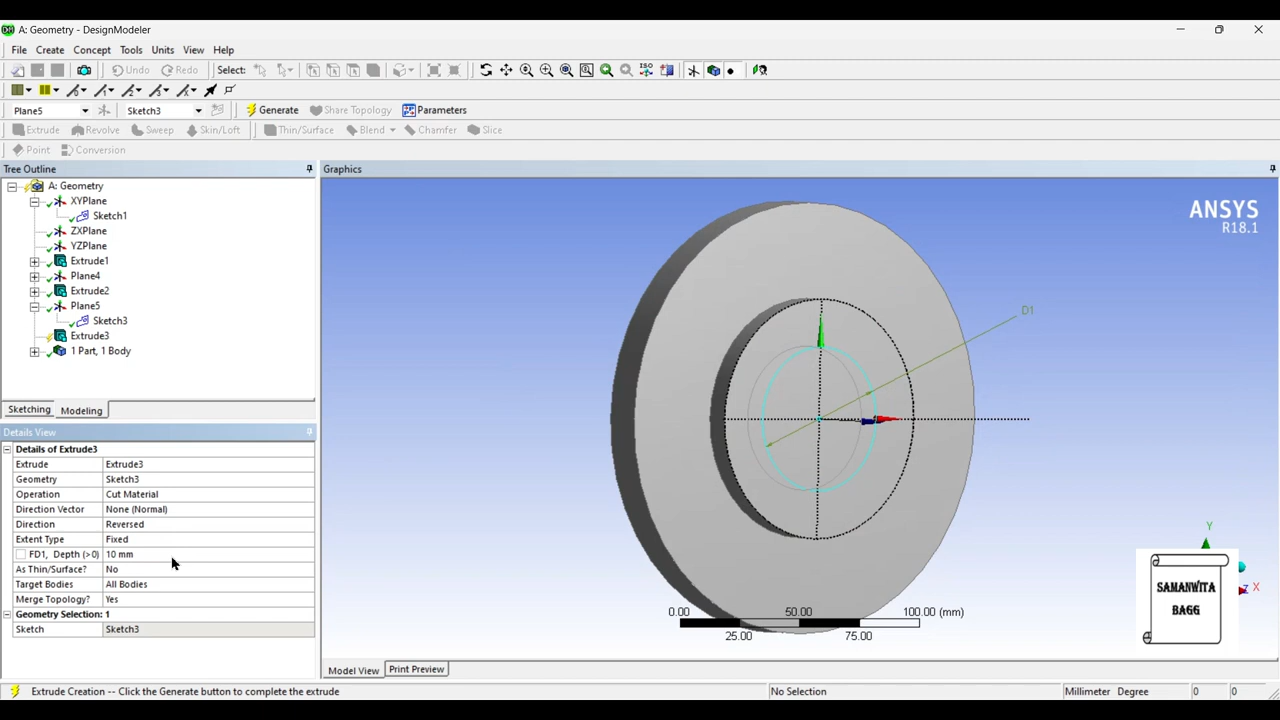 A: Geometry - DesignModeler
File Create Concept Tools Units View Help
Undo Redo Select:
Plane5 Sketch3 Generate Share Topology Parameters
Extrude Revolve Sweep Skin/Loft Thin/Surface Blend Chamfer Slice
Point Conversion
Tree Outline
Graphics
A: Geometry
XYPlane
Sketch1
ZXPlane
YZPlane
Extrude1
Plane4
Extrude2
Plane5
Sketch3
Extrude3
1 Part, 1 Body
Sketching Modeling
Details View
Details of Extrude3
Extrude Extrude3
Geometry Sketch3
Operation Cut Material
Direction Vector None (Normal)
Direction Reversed
Extent Type Fixed
FD1, Depth (>0) 10 mm
As Thin/Surface? No
Target Bodies All Bodies
Merge Topology? Yes
Geometry Selection: 1
Sketch Sketch3
ANSYS
R18.1
D1
0.00 50.00 100.00 (mm)
25.00 75.00
Y
Z X
SAMANWITA
BAGG
Model View Print Preview
Extrude Creation -- Click the Generate button to complete the extrude
No Selection
Millimeter Degree 0 0